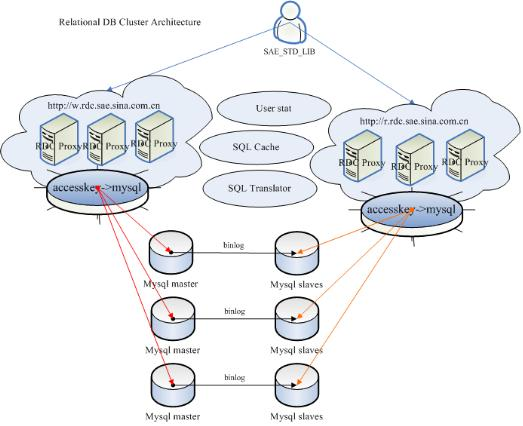 Relational DB Cluster Architecture
SAE_STD_LIB
http://w.rdc.sae.sina.com.cn
RDC Proxy
RDC Proxy
RDC Proxy
User stat
SQL Cache
SQL Translator
http://r.rdc.sae.sina.com.cn
RDC Proxy
RDC Proxy
RDC Proxy
accesskey->mysql
accesskey->mysql
binlog
Mysql master
Mysql slaves
binlog
Mysql master
Mysql slaves
binlog
Mysql master
Mysql slaves